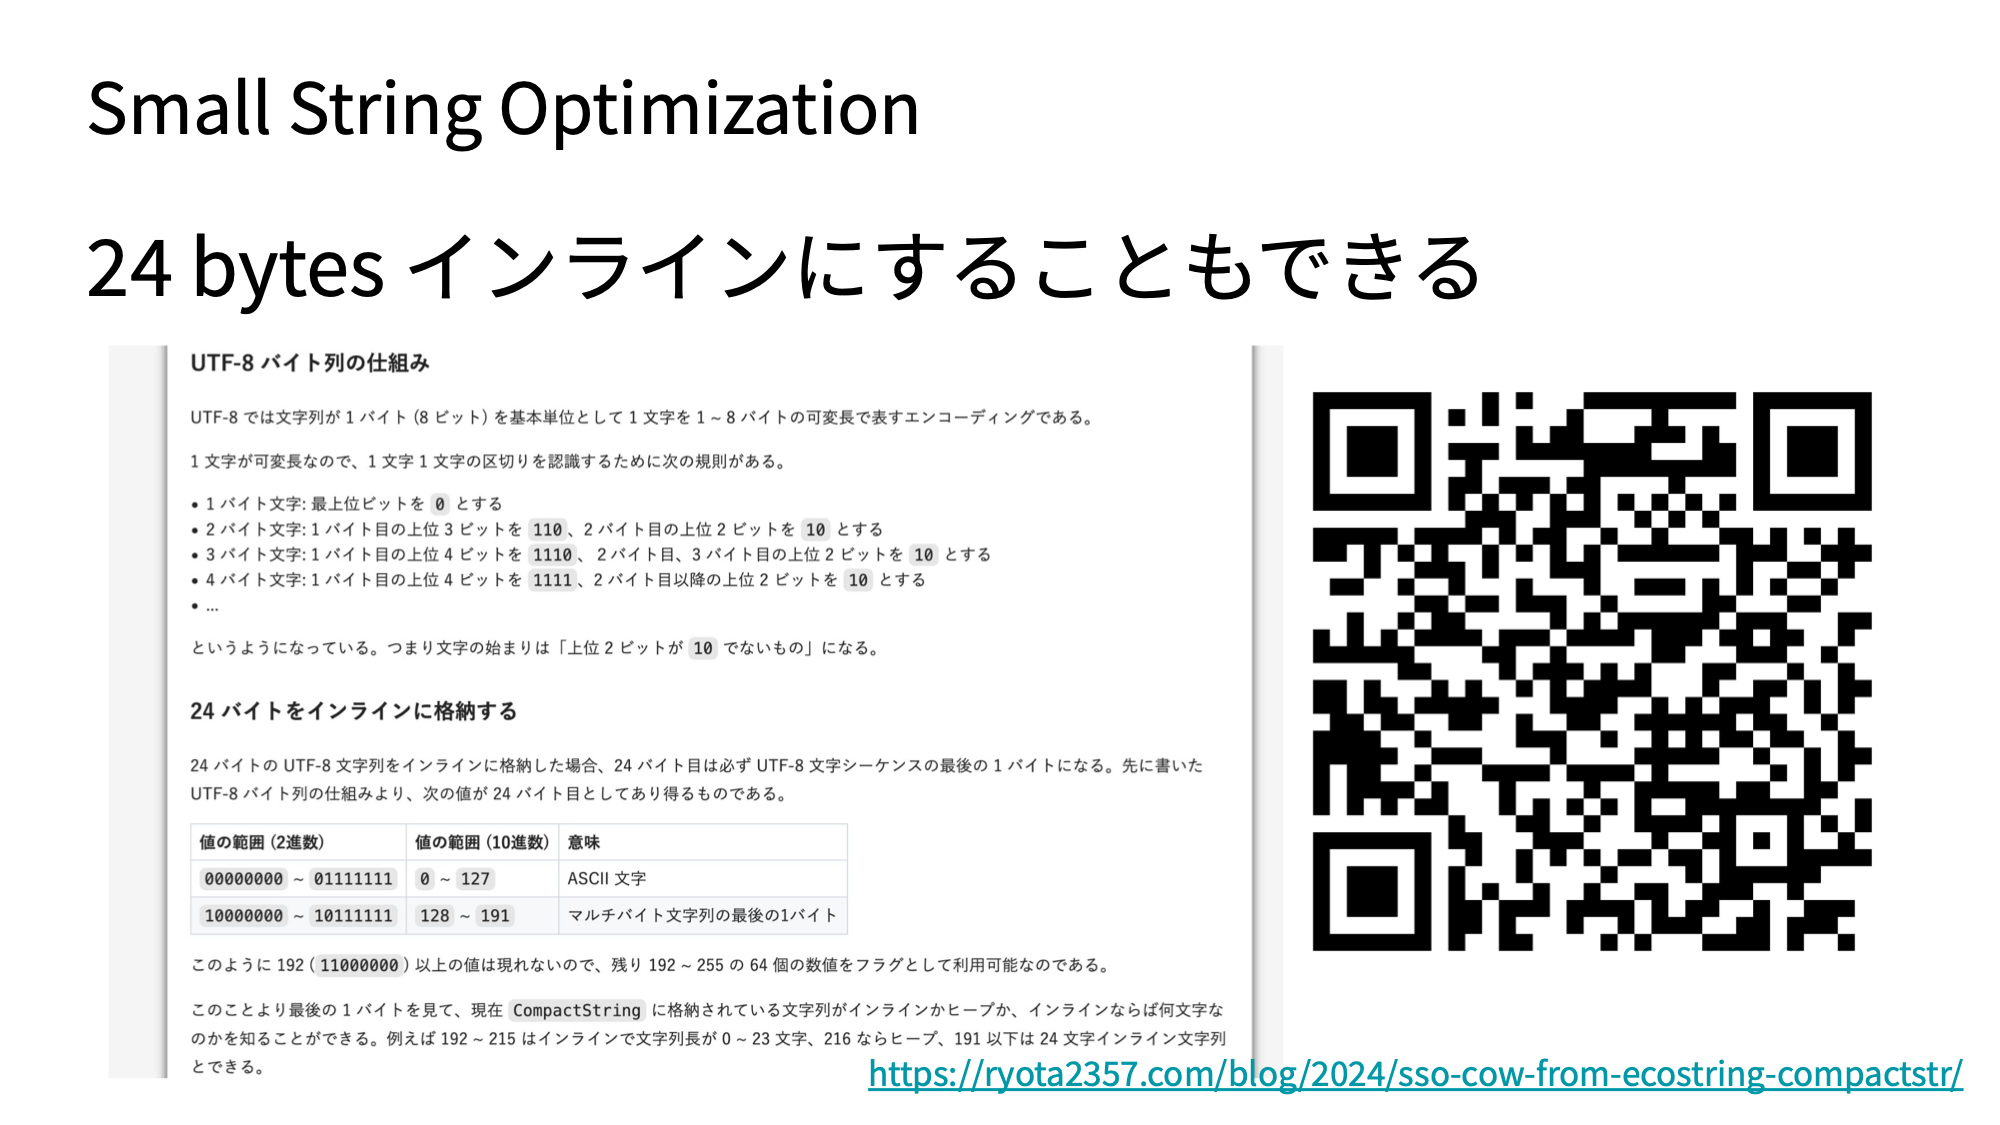 Small String Optimization
24 bytes インラインにすることもできる
UTF-8 バイト列の仕組み
UTF-8 では文字列が 1 バイト (8 ビット) を基本単位として 1 文字を 1 ~ 8 バイトの可変長で表すエンコーディングである。
1 文字が可変長なので、1 文字 1 文字の区切りを認識するために次の規則がある。
• 1 バイト文字: 最上位ビットを 0 とする
• 2 バイト文字: 1 バイト目の上位 3 ビットを 110 、2 バイト目の上位 2 ビットを 10 とする
• 3 バイト文字: 1 バイト目の上位 4 ビットを 1110 、2 バイト目、3 バイト目の上位 2 ビットを 10 とする
• 4 バイト文字: 1 バイト目の上位 4 ビットを 1111 、2 バイト目以降の上位 2 ビットを 10 とする
• ...
というようになっている。つまり文字の始まりは「上位 2 ビットが 10 でないもの」になる。
24 バイトをインラインに格納する
24 バイトの UTF-8 文字列をインラインに格納した場合、24 バイト目は必ず UTF-8 文字シーケンスの最後の 1 バイトになる。先に書いた
UTF-8 バイト列の仕組みより、次の値が 24 バイト目としてあり得るものである。
値の範囲 (2進数) 値の範囲 (10進数) 意味
00000000 ~ 01111111 0 ~ 127 ASCII 文字
10000000 ~ 10111111 128 ~ 191 マルチバイト文字列の最後の1バイト
このように 192 ( 11000000 ) 以上の値は現れないので、残り 192 ~ 255 の 64 個の数値をフラグとして利用可能なのである。
このことより最後の 1 バイトを見て、現在 CompactString に格納されている文字列がインラインかヒープか、インラインならば何文字な
のかを知ることができる。例えば 192 ~ 215 はインラインで文字列長が 0 ~ 23 文字、216 ならヒープ、191 以下は 24 文字インライン文字列
とできる。
https://ryota2357.com/blog/2024/sso-cow-from-ecostring-compactstr/